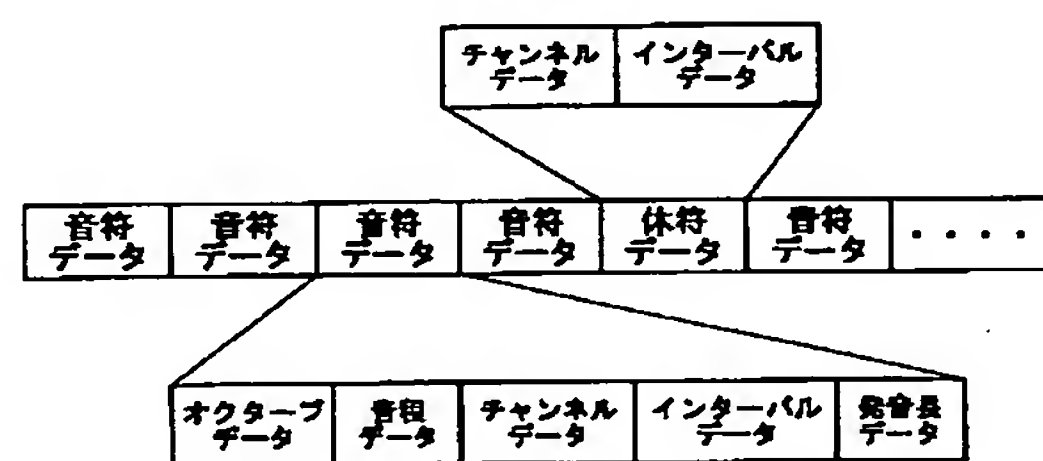 チャンネル
データ
インターバル
データ
音符
データ
音符
データ
音符
データ
音符
データ
休符
データ
音符
データ
・・・・
オクターブ
データ
音程
データ
チャンネル
データ
インターバル
データ
発音長
データ